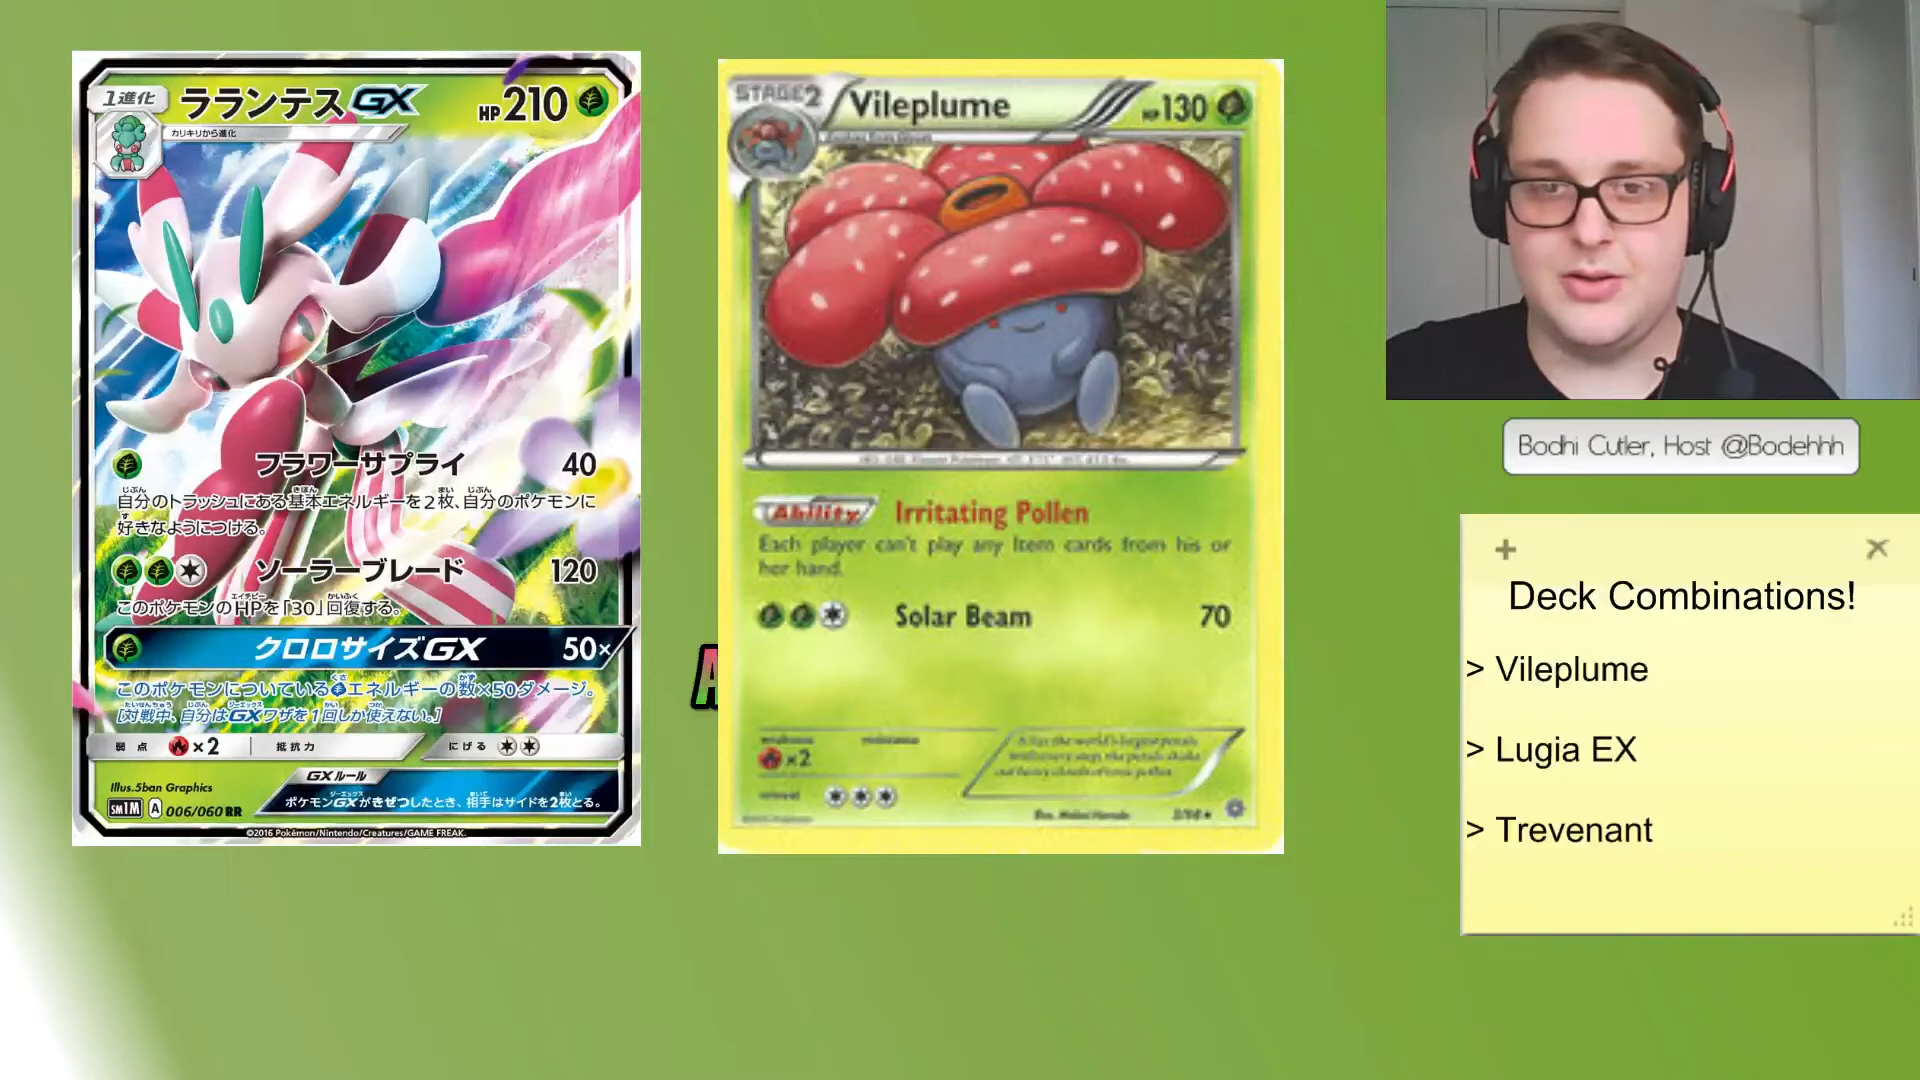 1進化 ラランテスGX HP210
カリキリから進化
フラワーサプライ 40
自分のトラッシュにある基本エネルギーを2枚、自分のポケモンに
好きなようにつける。
ソーラーブレード 120
このポケモンのHPを「30」回復する。
クロロサイズGX 50×
このポケモンについているエネルギーの数×50ダメージ。
[対戦中、自分はGXワザを1回しか使えない。]
弱点 ×2 抵抗力 にげる
GXルール
ポケモンGXがきぜつしたとき、相手はサイドを2枚とる。
Illus.5ban Graphics
SM1M A 006/060 RR
©2016 Pokémon/Nintendo/Creatures/GAME FREAK.
A
STAGE2 Vileplume HP130
Ability Irritating Pollen
Each player can't play any Item cards from his or
her hand.
Solar Beam 70
weakness resistance
×2
retreat
Bodhi Cutler, Host @Bodehhh
Deck Combinations!
> Vileplume
> Lugia EX
> Trevenant